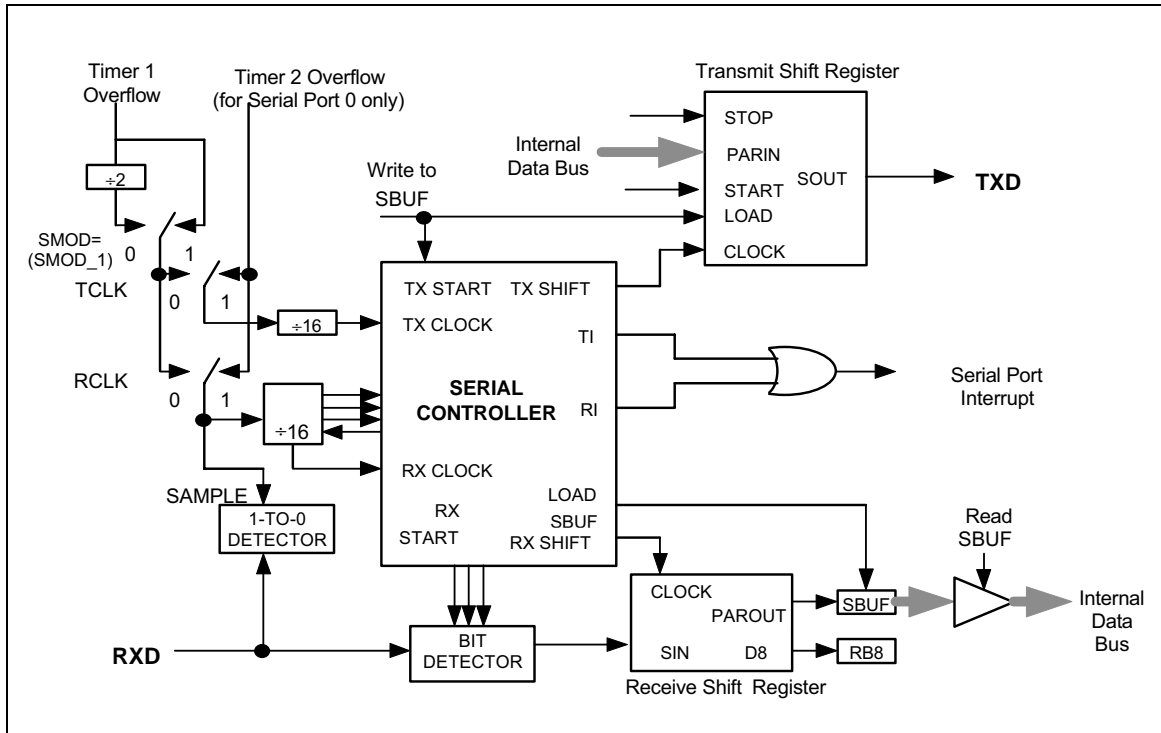 Timer 1
Overflow
Timer 2 Overflow
(for Serial Port 0 only)
Transmit Shift Register
÷2
SMOD=
(SMOD_1)
0
1
TCLK
0
1
÷16
RCLK
0
1
÷16
SAMPLE
1-TO-0
DETECTOR
RXD
Write to
SBUF
Internal
Data Bus
STOP
PARIN
START
SOUT
LOAD
CLOCK
TXD
TX START
TX SHIFT
TX CLOCK
TI
SERIAL
CONTROLLER
RI
RX CLOCK
LOAD
SBUF
RX
START
RX SHIFT
Serial Port
Interrupt
BIT
DETECTOR
CLOCK
PAROUT
SIN
D8
Receive Shift Register
SBUF
RB8
Read
SBUF
Internal
Data
Bus